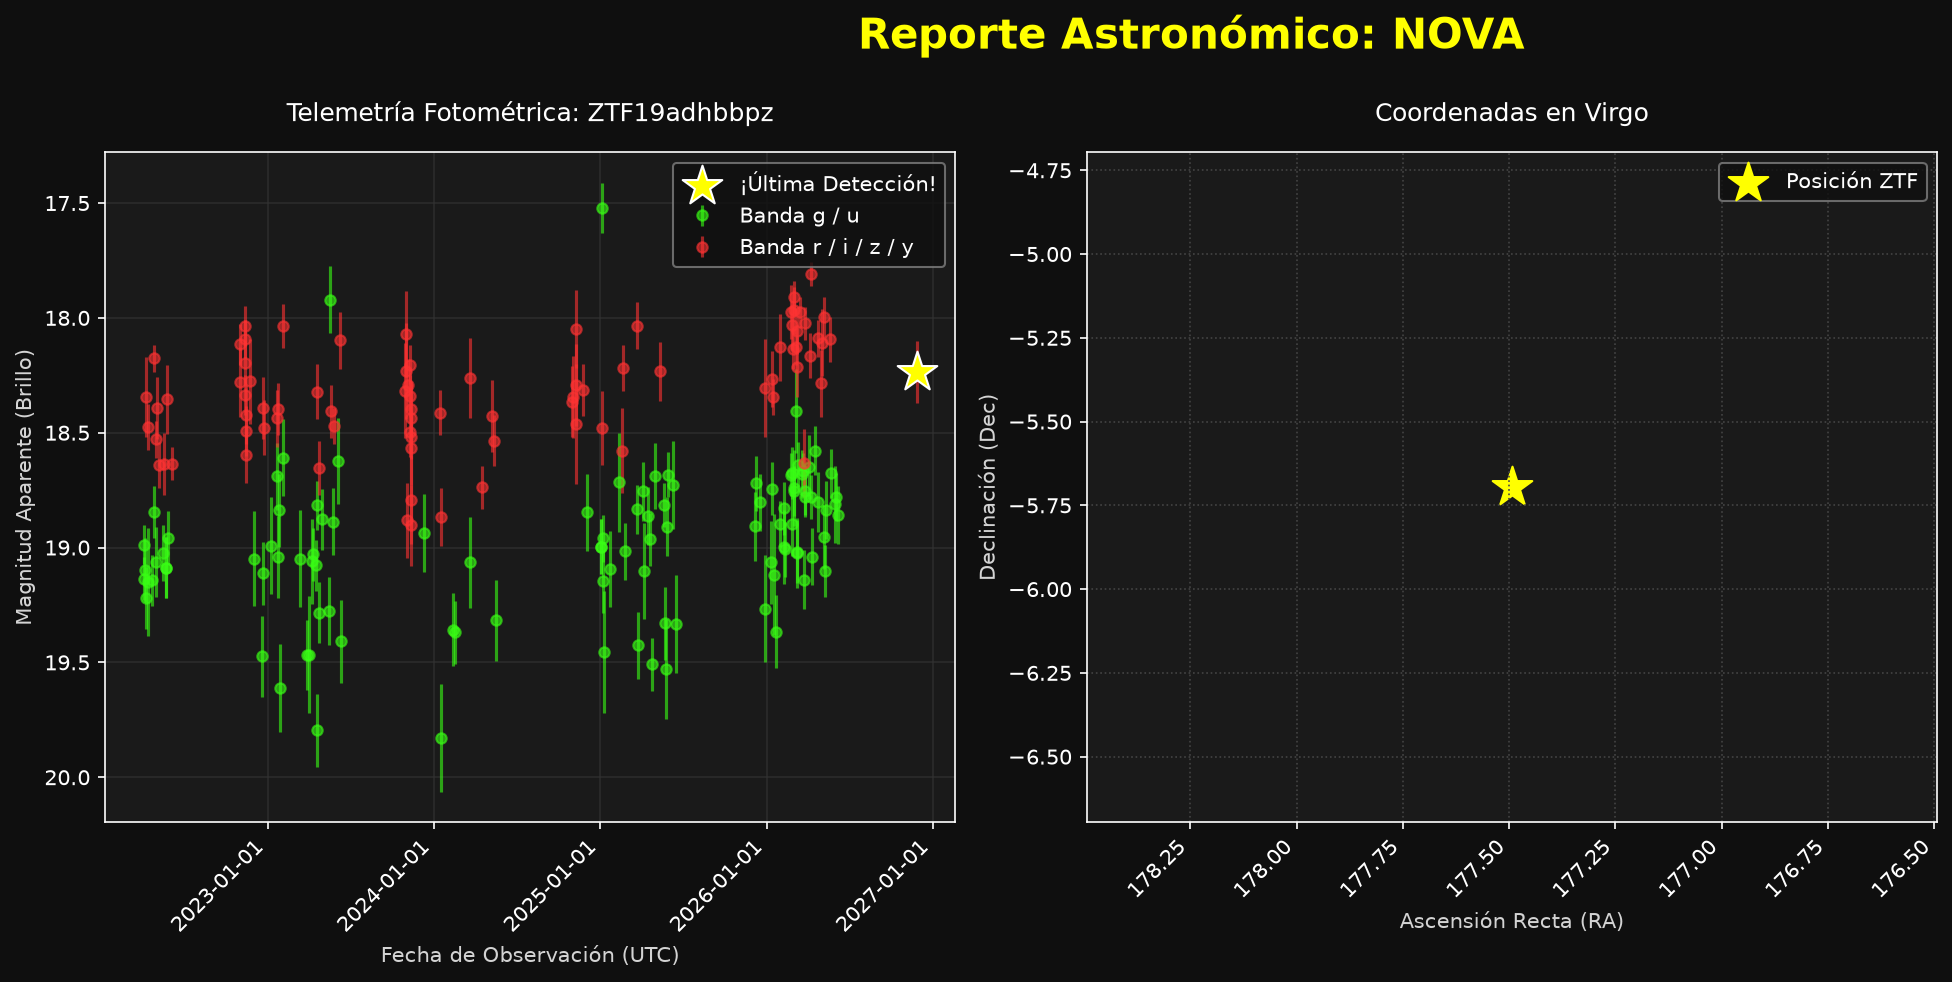 Reporte Astronómico: NOVA
Telemetría Fotométrica: ZTF19adhbbpz
¡Última Detección!
Banda g / u
Banda r / i / z / y
Magnitud Aparente (Brillo)
17.5
18.0
18.5
19.0
19.5
20.0
2023-01-01
2024-01-01
2025-01-01
2026-01-01
2027-01-01
Fecha de Observación (UTC)
Coordenadas en Virgo
Posición ZTF
Declinación (Dec)
−4.75
−5.00
−5.25
−5.50
−5.75
−6.00
−6.25
−6.50
178.25
178.00
177.75
177.50
177.25
177.00
176.75
176.50
Ascensión Recta (RA)